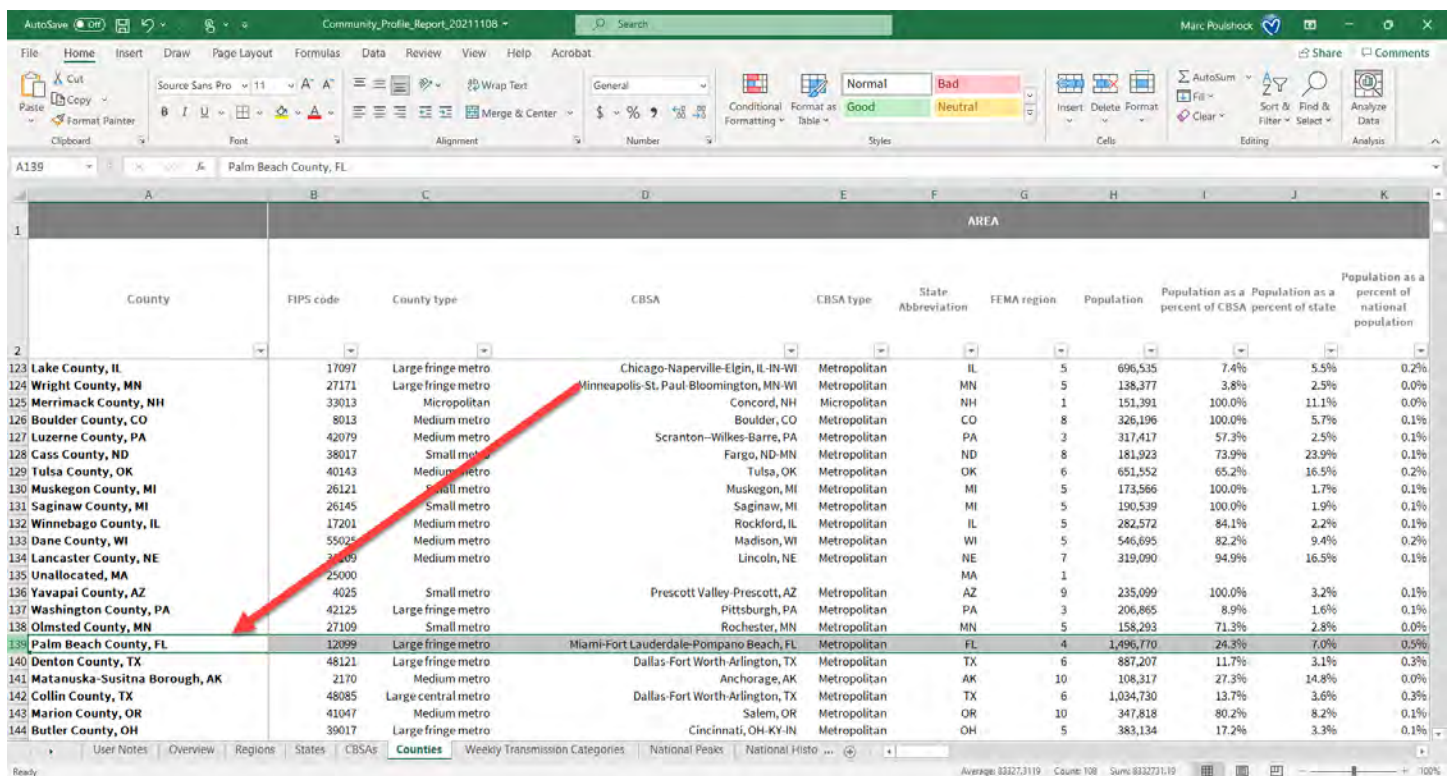 AutoSave Off Community_Profile_Report_20211108 Search Marc Poulshock
File Home Insert Draw Page Layout Formulas Data Review View Help Acrobat Share Comments
Paste Cut Copy Format Painter Source Sans Pro 11 Wrap Text Merge & Center General Conditional Formatting Format as Table Normal Bad Good Neutral Insert Delete Format AutoSum Fill Clear Sort & Filter Find & Select Analyze Data
Clipboard Font Alignment Number Styles Cells Editing Analysis
A139 Palm Beach County, FL
A B C D E F G H I J K
1 AREA
2 County FIPS code County type CBSA CBSA type State Abbreviation FEMA region Population Population as a percent of CBSA Population as a percent of state Population as a percent of national population
123 Lake County, IL 17097 Large fringe metro Chicago-Naperville-Elgin, IL-IN-WI Metropolitan IL 5 696,535 7.4% 5.5% 0.2%
124 Wright County, MN 27171 Large fringe metro Minneapolis-St. Paul-Bloomington, MN-WI Metropolitan MN 5 138,377 3.8% 2.5% 0.0%
125 Merrimack County, NH 33013 Micropolitan Concord, NH Micropolitan NH 1 151,391 100.0% 11.1% 0.0%
126 Boulder County, CO 8013 Medium metro Boulder, CO Metropolitan CO 8 326,196 100.0% 5.7% 0.1%
127 Luzerne County, PA 42079 Medium metro Scranton--Wilkes-Barre, PA Metropolitan PA 3 317,417 57.3% 2.5% 0.1%
128 Cass County, ND 38017 Small metro Fargo, ND-MN Metropolitan ND 8 181,923 73.9% 23.9% 0.1%
129 Tulsa County, OK 40143 Medium metro Tulsa, OK Metropolitan OK 6 651,552 65.2% 16.5% 0.2%
130 Muskegon County, MI 26121 Small metro Muskegon, MI Metropolitan MI 5 173,566 100.0% 1.7% 0.1%
131 Saginaw County, MI 26145 Small metro Saginaw, MI Metropolitan MI 5 190,539 100.0% 1.9% 0.1%
132 Winnebago County, IL 17201 Medium metro Rockford, IL Metropolitan IL 5 282,572 84.1% 2.2% 0.1%
133 Dane County, WI 55025 Medium metro Madison, WI Metropolitan WI 5 546,695 82.2% 9.4% 0.2%
134 Lancaster County, NE Medium metro Lincoln, NE Metropolitan NE 7 319,090 94.9% 16.5% 0.1%
135 Unallocated, MA 25000 MA 1
136 Yavapai County, AZ 4025 Small metro Prescott Valley-Prescott, AZ Metropolitan AZ 9 235,099 100.0% 3.2% 0.1%
137 Washington County, PA 42125 Large fringe metro Pittsburgh, PA Metropolitan PA 3 206,865 8.9% 1.6% 0.1%
138 Olmsted County, MN 27109 Small metro Rochester, MN Metropolitan MN 5 158,293 71.3% 2.8% 0.0%
139 Palm Beach County, FL 12099 Large fringe metro Miami-Fort Lauderdale-Pompano Beach, FL Metropolitan FL 4 1,496,770 24.3% 7.0% 0.5%
140 Denton County, TX 48121 Large fringe metro Dallas-Fort Worth-Arlington, TX Metropolitan TX 6 887,207 11.7% 3.1% 0.3%
141 Matanuska-Susitna Borough, AK 2170 Medium metro Anchorage, AK Metropolitan AK 10 108,317 27.3% 14.8% 0.0%
142 Collin County, TX 48085 Large central metro Dallas-Fort Worth-Arlington, TX Metropolitan TX 6 1,034,730 13.7% 3.6% 0.3%
143 Marion County, OR 41047 Medium metro Salem, OR Metropolitan OR 10 347,818 80.2% 8.2% 0.1%
144 Butler County, OH 39017 Large fringe metro Cincinnati, OH-KY-IN Metropolitan OH 5 383,134 17.2% 3.3% 0.1%
User Notes Overview Regions States CBSAs Counties Weekly Transmission Categories National Peaks National Histo ...
Ready Average: 83327.3119 Count: 108 Sum: 8332731.19 100%